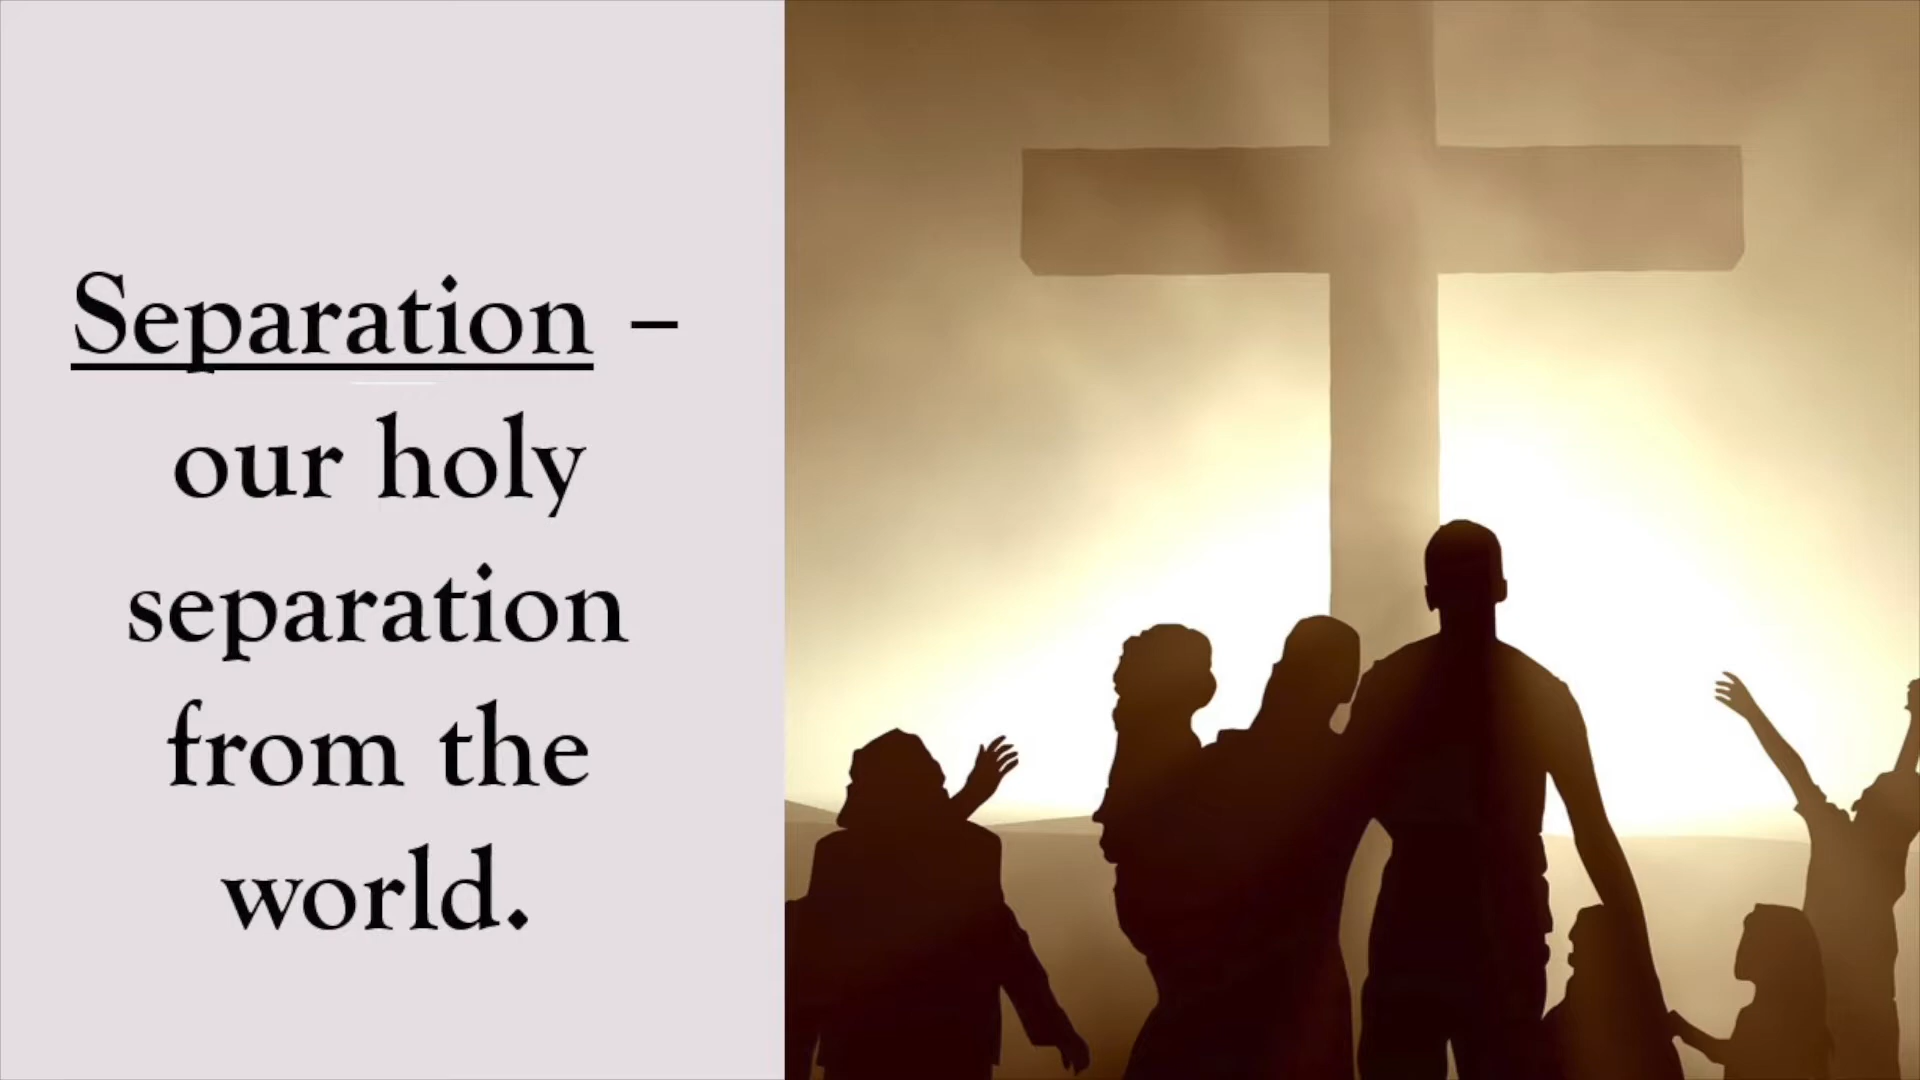 Separation –
our holy
separation
from the
world.